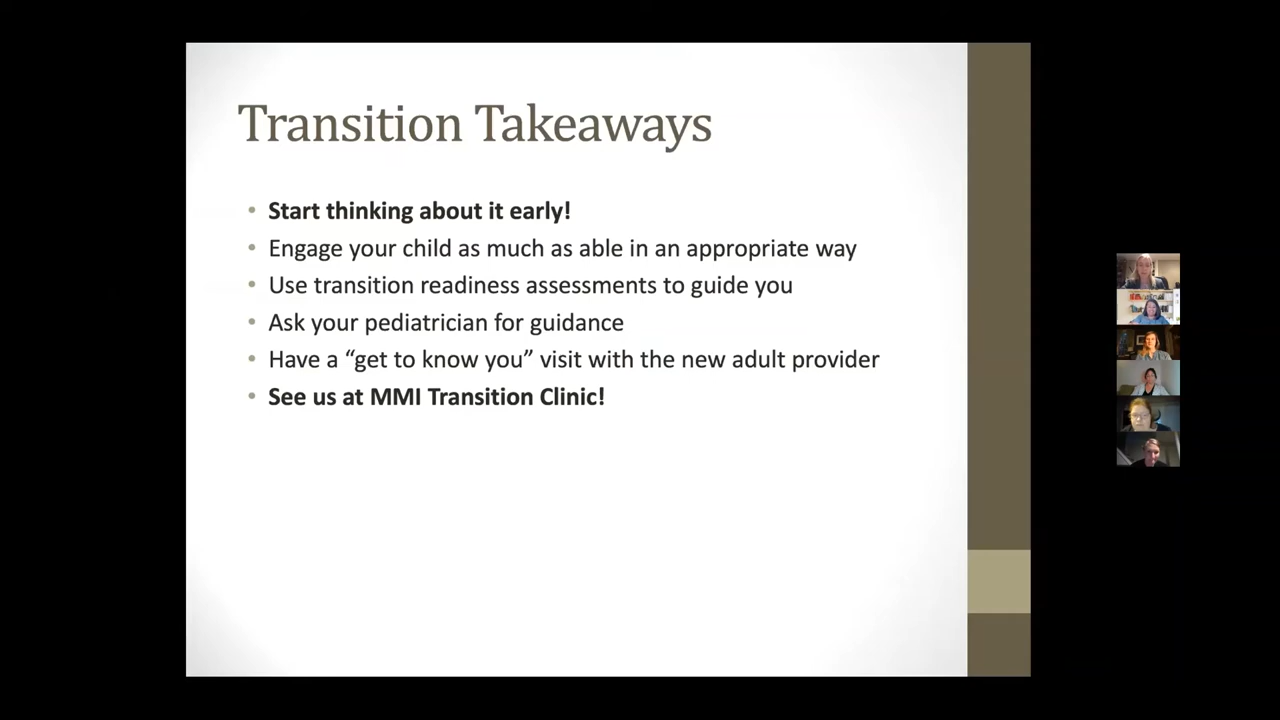 Transition Takeaways
• Start thinking about it early!
• Engage your child as much as able in an appropriate way
• Use transition readiness assessments to guide you
• Ask your pediatrician for guidance
• Have a “get to know you” visit with the new adult provider
• See us at MMI Transition Clinic!